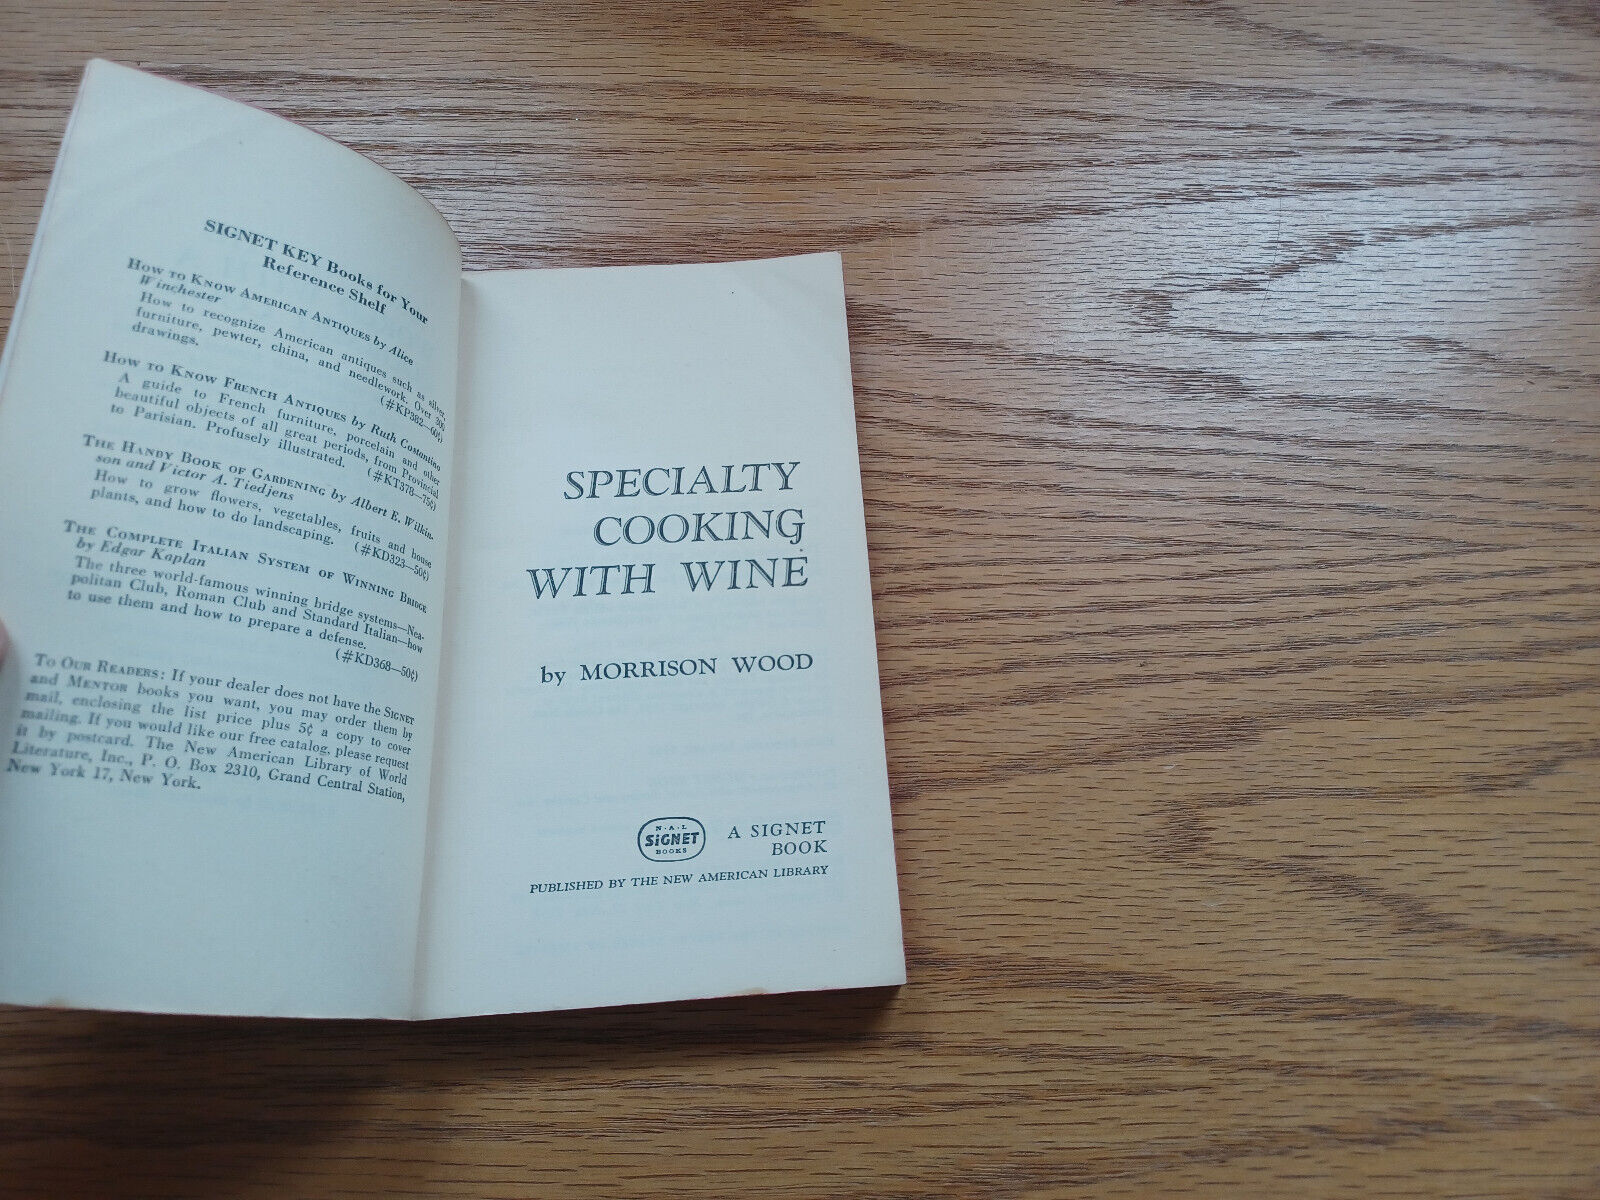 SIGNET KEY Books for Your
Reference Shelf
How to Know American Antiques by Alice
Winchester
How to recognize American antiques such as silver,
furniture, pewter, china, and needlework. Over 300
drawings. (#KP382—60¢)
How to Know French Antiques by Ruth Costantino
A guide to French furniture, porcelain and other
beautiful objects of all great periods, from Provincial
to Parisian. Profusely illustrated. (#KT378—75¢)
The Handy Book of Gardening by Albert E. Wilkin-
son and Victor A. Tiedjens
How to grow flowers, vegetables, fruits and house
plants, and how to do landscaping. (#KD323—50¢)
The Complete Italian System of Winning Bridge
by Edgar Kaplan
The three world-famous winning bridge systems—Nea-
politan Club, Roman Club and Standard Italian—how
to use them and how to prepare a defense.
(#KD368—50¢)
To Our Readers: If your dealer does not have the Signet
and Mentor books you want, you may order them by
mail, enclosing the list price plus 5¢ a copy to cover
mailing. If you would like our free catalog, please request
it by postcard. The New American Library of World
Literature, Inc., P. O. Box 2310, Grand Central Station,
New York 17, New York.
SPECIALTY
COOKING
WITH WINE
by MORRISON WOOD
N·A·L
SIGNET
BOOKS
A SIGNET
BOOK
PUBLISHED BY THE NEW AMERICAN LIBRARY